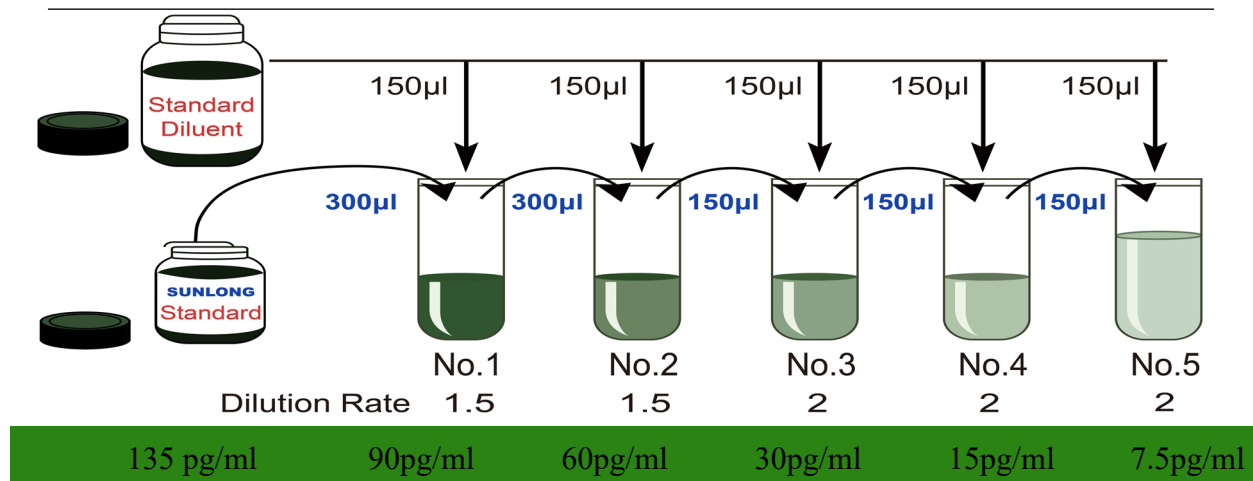 150µl 150µl 150µl 150µl 150µl
Standard
Diluent
300µl 300µl 150µl 150µl 150µl
SUNLONG
Standard
No.1 No.2 No.3 No.4 No.5
Dilution Rate 1.5 1.5 2 2 2
135 pg/ml 90pg/ml 60pg/ml 30pg/ml 15pg/ml 7.5pg/ml